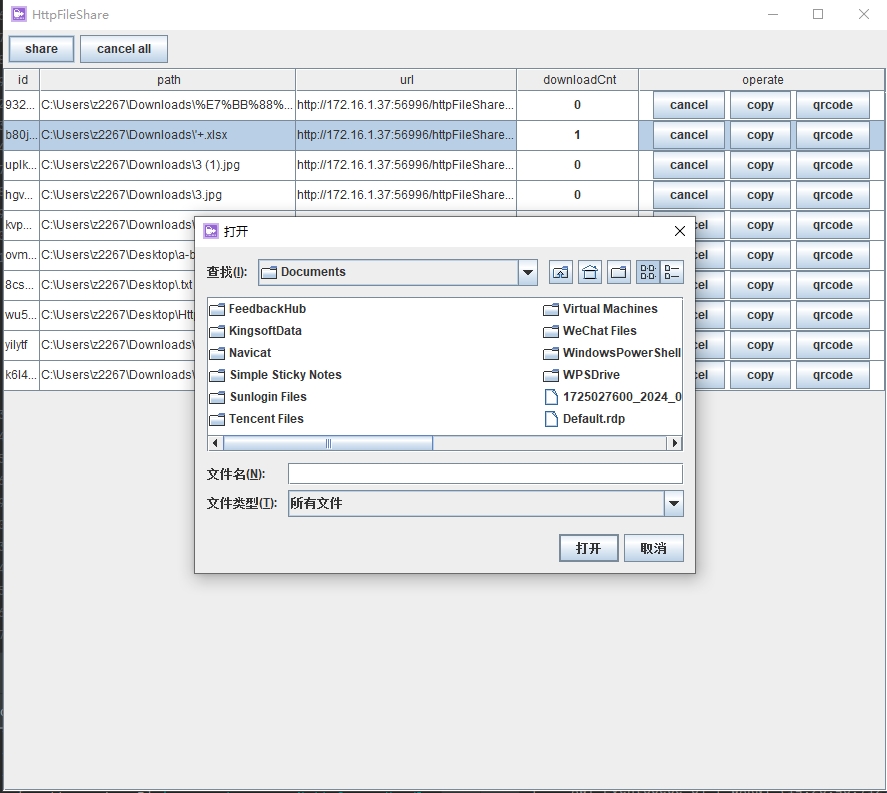 HttpFileShare
share cancel all
id path url downloadCnt operate
932... C:\Users\z2267\Downloads\%E7%BB%88%... http://172.16.1.37:56996/httpFileShare... 0 cancel copy qrcode
b80j... C:\Users\z2267\Downloads\'+.xlsx http://172.16.1.37:56996/httpFileShare... 1 cancel copy qrcode
uplk... C:\Users\z2267\Downloads\3 (1).jpg http://172.16.1.37:56996/httpFileShare... 0 cancel copy qrcode
hgv... C:\Users\z2267\Downloads\3.jpg http://172.16.1.37:56996/httpFileShare... 0 cancel copy qrcode
kvp... C:\Users\z2267\Downloads\ cel copy qrcode
ovm... C:\Users\z2267\Desktop\a-b cel copy qrcode
8cs... C:\Users\z2267\Desktop\.txt cel copy qrcode
wu5... C:\Users\z2267\Desktop\Htt cel copy qrcode
yilytf C:\Users\z2267\Downloads\ cel copy qrcode
k6l4... C:\Users\z2267\Downloads\ cel copy qrcode
打开
查找(I): Documents
FeedbackHub Virtual Machines
KingsoftData WeChat Files
Navicat WindowsPowerShell
Simple Sticky Notes WPSDrive
Sunlogin Files 1725027600_2024_0
Tencent Files Default.rdp
文件名(N):
文件类型(T): 所有文件
打开 取消